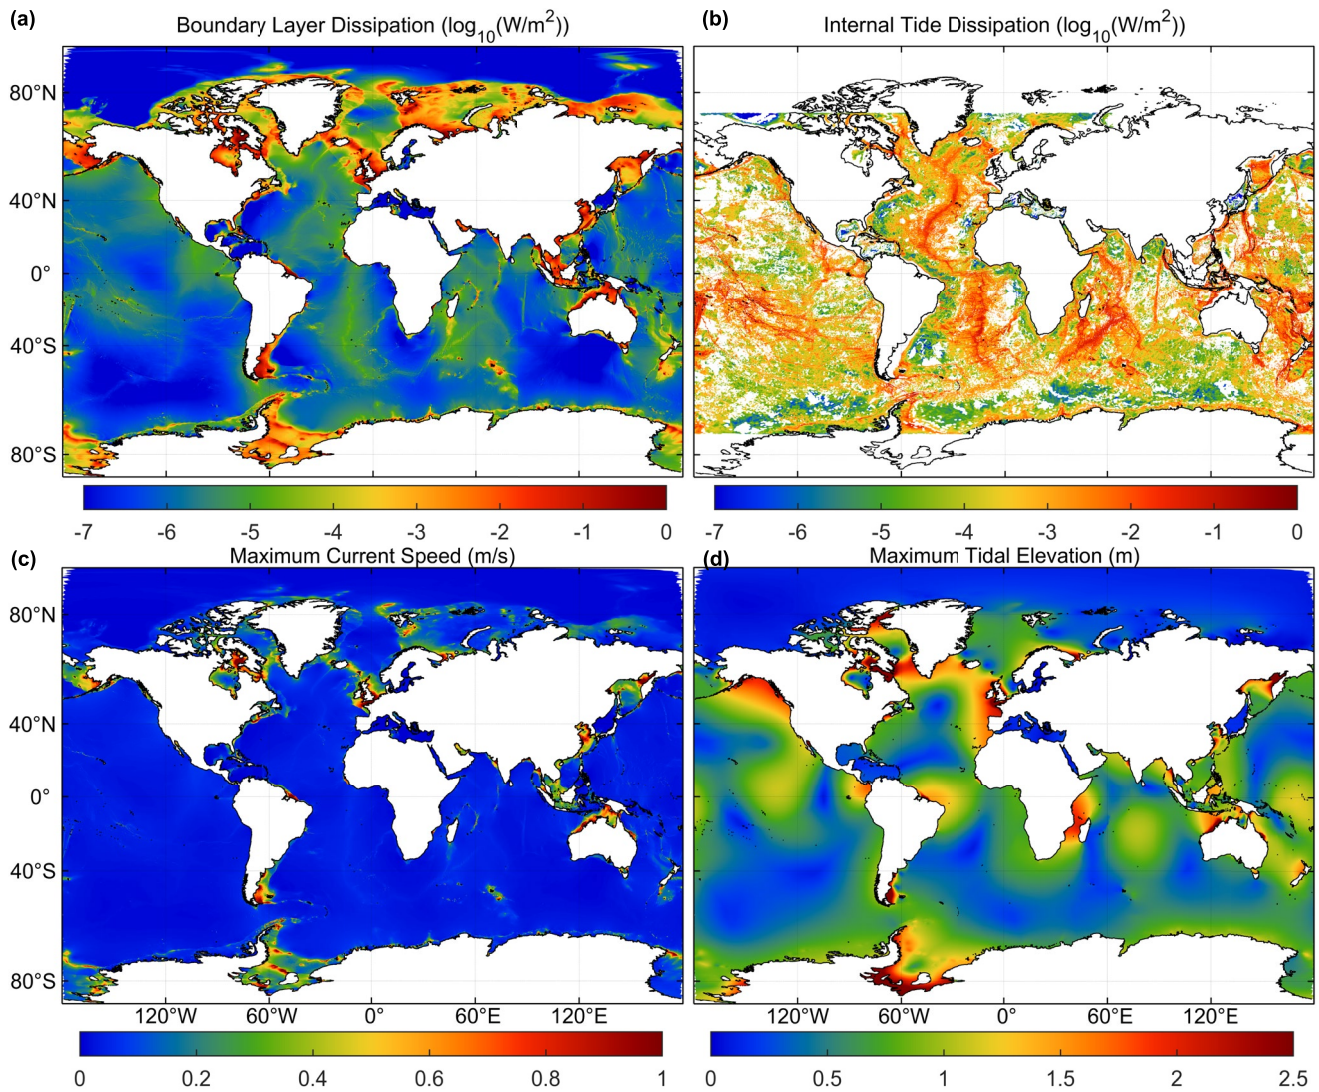 (a) Boundary Layer Dissipation (log10(W/m2))
(b) Internal Tide Dissipation (log10(W/m2))
80°N
40°N
0°
40°S
80°S
-7 -6 -5 -4 -3 -2 -1 0
-7 -6 -5 -4 -3 -2 -1 0
(c) Maximum Current Speed (m/s)
(d) Maximum Tidal Elevation (m)
80°N
40°N
0°
40°S
80°S
120°W 60°W 0° 60°E 120°E
120°W 60°W 0° 60°E 120°E
0 0.2 0.4 0.6 0.8 1
0 0.5 1 1.5 2 2.5